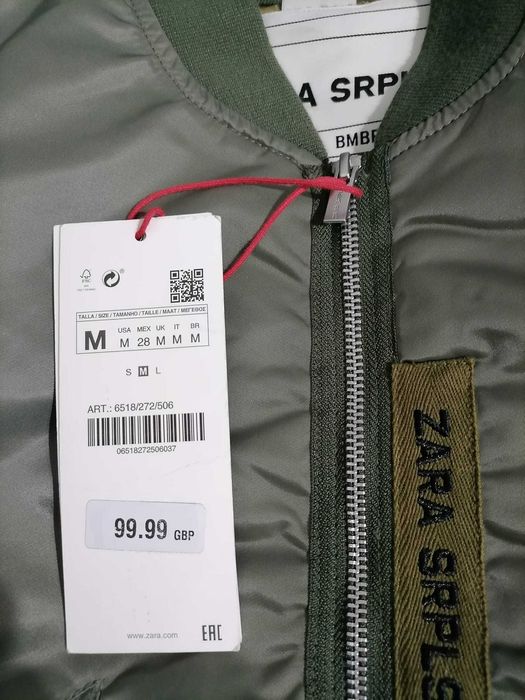 A SRPL
BMBR
FSC
TALLA / SIZE / TAMANHO / TAILLE / MAAT / ΜΕΓΕΘΟΣ
M
USA MEX UK IT BR
M 28 M M M
S M L
ART.: 6518/272/506
06518272506037
99.99 GBP
www.zara.com
EAC
ZARA SRPLS